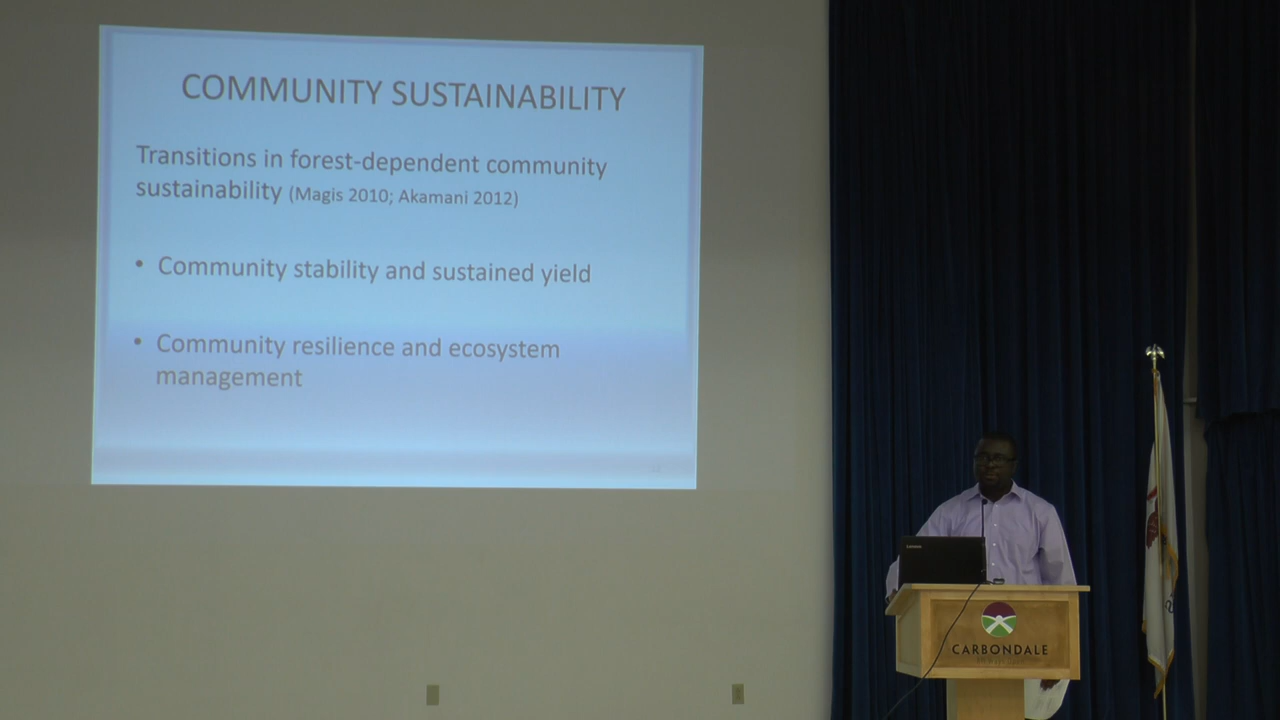 COMMUNITY SUSTAINABILITY
Transitions in forest-dependent community
sustainability (Magis 2010; Akamani 2012)
• Community stability and sustained yield
• Community resilience and ecosystem
management
Lenovo
CARBONDALE